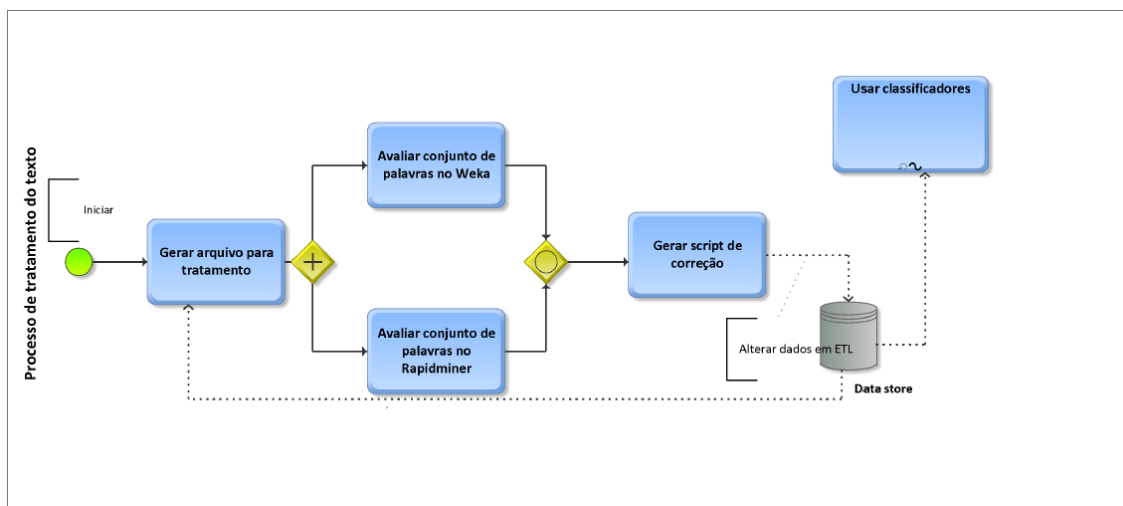 Processo de tratamento do texto
Iniciar
Gerar arquivo para
tratamento
Avaliar conjunto de
palavras no Weka
Avaliar conjunto de
palavras no
Rapidminer
Gerar script de
correção
Alterar dados em ETL
Data store
Usar classificadores